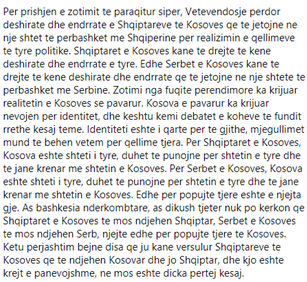 Per prishjen e zotimit te paraqitur siper, Vetevendosje perdor
deshirate dhe endrrate e Shqiptareve te Kosoves qe te jetojne ne
nje shtet te perbashket me Shqiperine per realizimin e qellimeve
te tyre politike. Shqiptaret e Kosoves kane te drejte te kene
deshirate dhe endrrat e tyre. Edhe Serbet e Kosoves kane te
drejte te kene deshirate dhe endrrat qe te jetojne ne nje shtete te
perbashket me Serbine. Zotimi nga fuqite perendimore ka krijuar
realitetin e Kosoves se pavarur. Kosova e pavarur ka krijuar
nevojen per identitet, dhe keshtu kemi debatet e koheve te fundit
rrethe kesaj teme. Identiteti eshte i qarte per te gjithe, mjegullimet
mund te behen vetem per qellime tjera. Per Shqiptaret e Kosoves,
Kosova eshte shteti i tyre, duhet te punojne per shtetin e tyre dhe
te jane krenar me shtetin e Kosoves. Per Serbet e Kosoves, Kosova
eshte shteti i tyre, duhet te punojne per shtetin e tyre dhe te jane
krenar me shtetin e Kosoves. Edhe per popujte tjere eshte e njejta
gje. As bashkesia nderkombtare, as dikush tjeter nuk po kerkon qe
Shqiptaret e Kosoves te mos ndjehen Shqiptar, Serbet e Kosoves
te mos ndjehen Serb, njejte edhe per popujte tjere te Kosoves.
Ketu perjashtim bejne disa qe ju kane versulur Shqiptareve te
Kosoves qe te ndjehen Kosovar dhe jo Shqiptar, dhe kjo eshte
krejt e panevojshme, ne mos eshte dicka pertej kesaj.